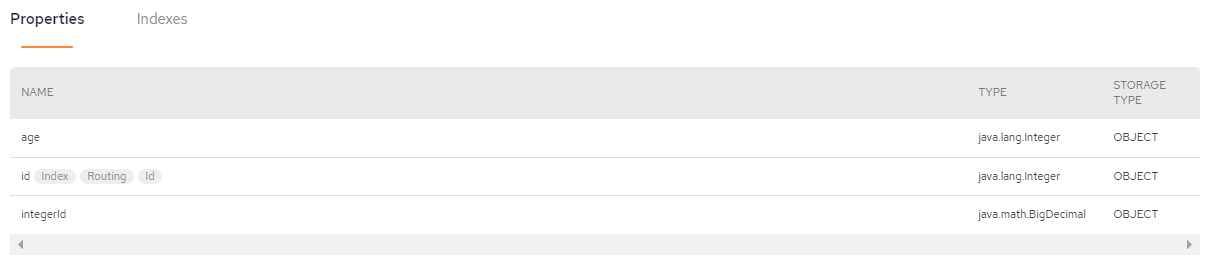 Properties Indexes
NAME TYPE STORAGE
TYPE
age java.lang.Integer OBJECT
id Index Routing Id java.lang.Integer OBJECT
integerId java.math.BigDecimal OBJECT